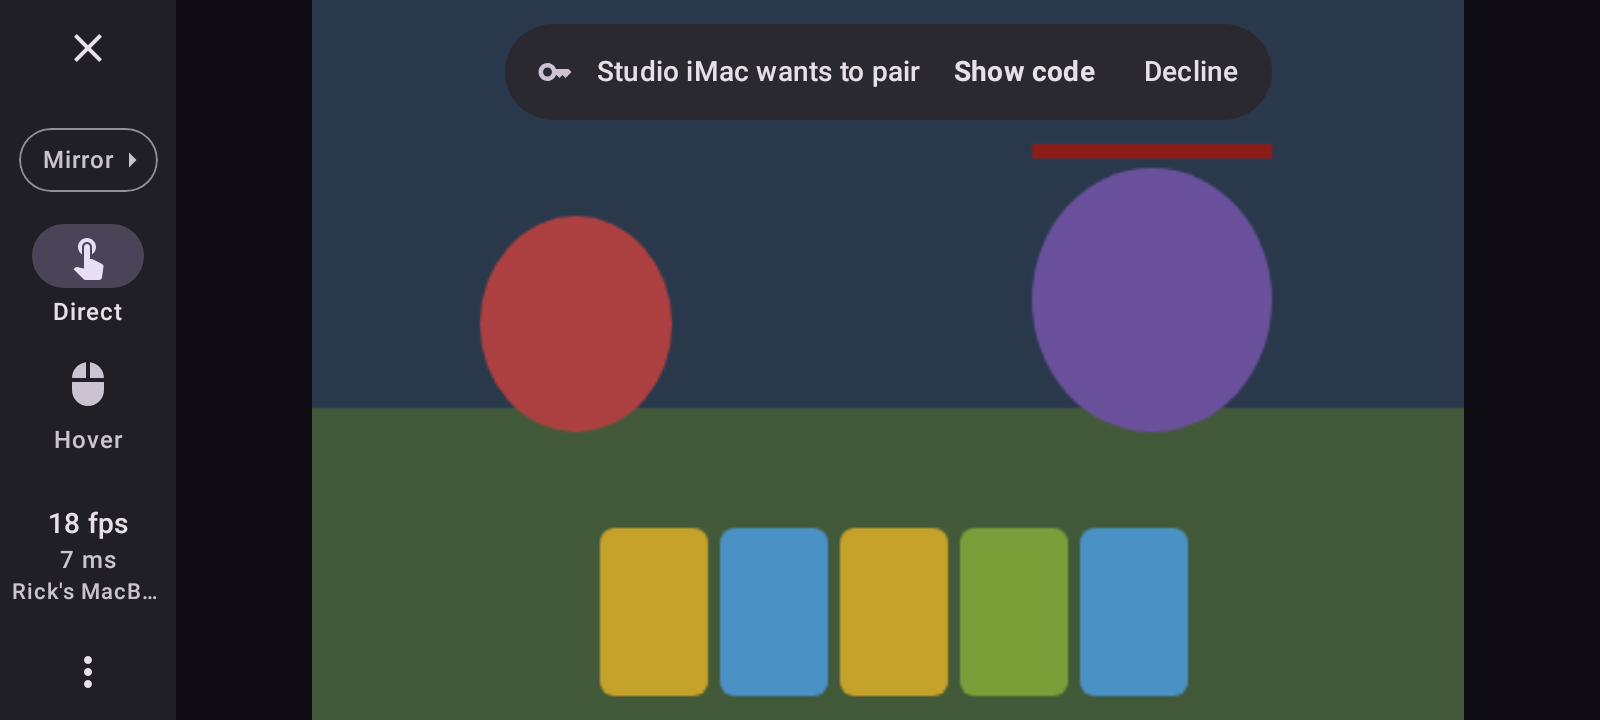 Mirror
Direct
Hover
18 fps
7 ms
Rick's MacB…
Studio iMac wants to pair Show code Decline